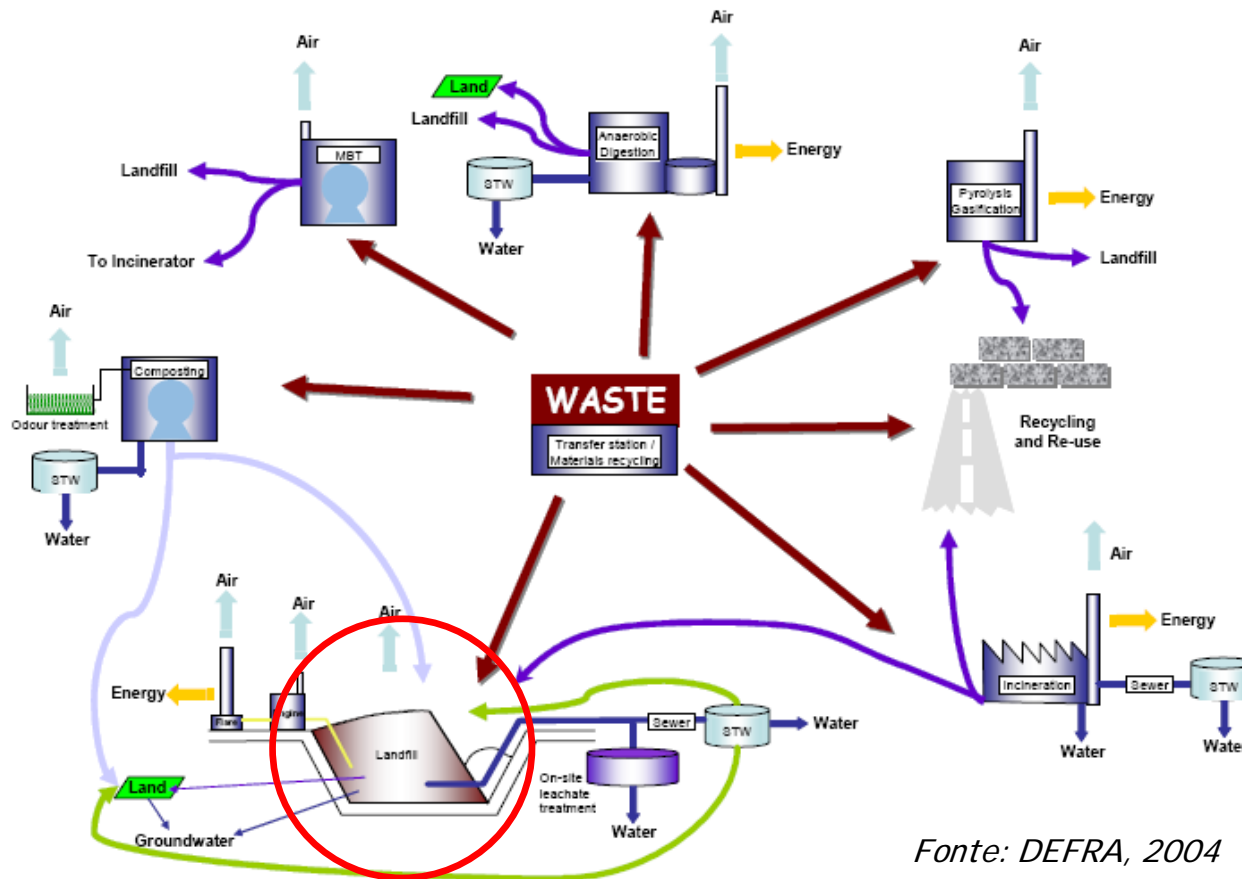 Air
Air
Air
Land
Landfill
Anaerobic
Digestion
MBT
Landfill
Energy
STW
Water
Pyrolysis
Gasification
Energy
To Incinerator
Landfill
Air
Composting
Odour treatment
STW
Water
WASTE
Transfer station /
Materials recycling
Recycling
and Re-use
Air
Air
Air
Air
Energy
Flare
Engine
Energy
Incineration
Sewer
STW
Water
Water
Landfill
Sewer
STW
Water
On-site
leachate
treatment
Water
Land
Groundwater
Fonte: DEFRA, 2004